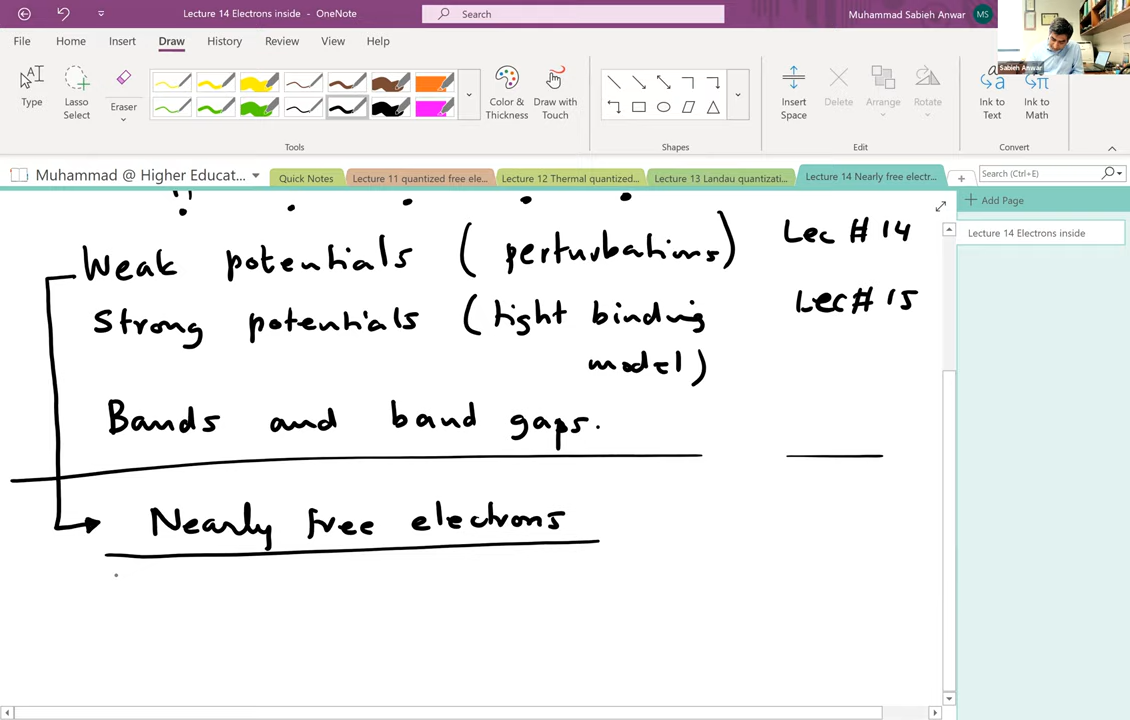 Lecture 14 Electrons inside - OneNote
Search
Muhammad Sabieh Anwar
MS
Sabieh Anwar
File Home Insert Draw History Review View Help
Type
Lasso Select
Eraser
Color & Thickness
Draw with Touch
Insert Space
Delete
Arrange
Rotate
Ink to Text
Ink to Math
Tools
Shapes
Edit
Convert
Muhammad @ Higher Educat...
Quick Notes
Lecture 11 quantized free ele...
Lecture 12 Thermal quantized...
Lecture 13 Landau quantizati...
Lecture 14 Nearly free electr...
Search (Ctrl+E)
Add Page
Lecture 14 Electrons inside
Weak potentials (perturbations) Lec # 14
Strong potentials (tight binding Lec # 15
model)
Bands and band gaps.
Nearly free electrons